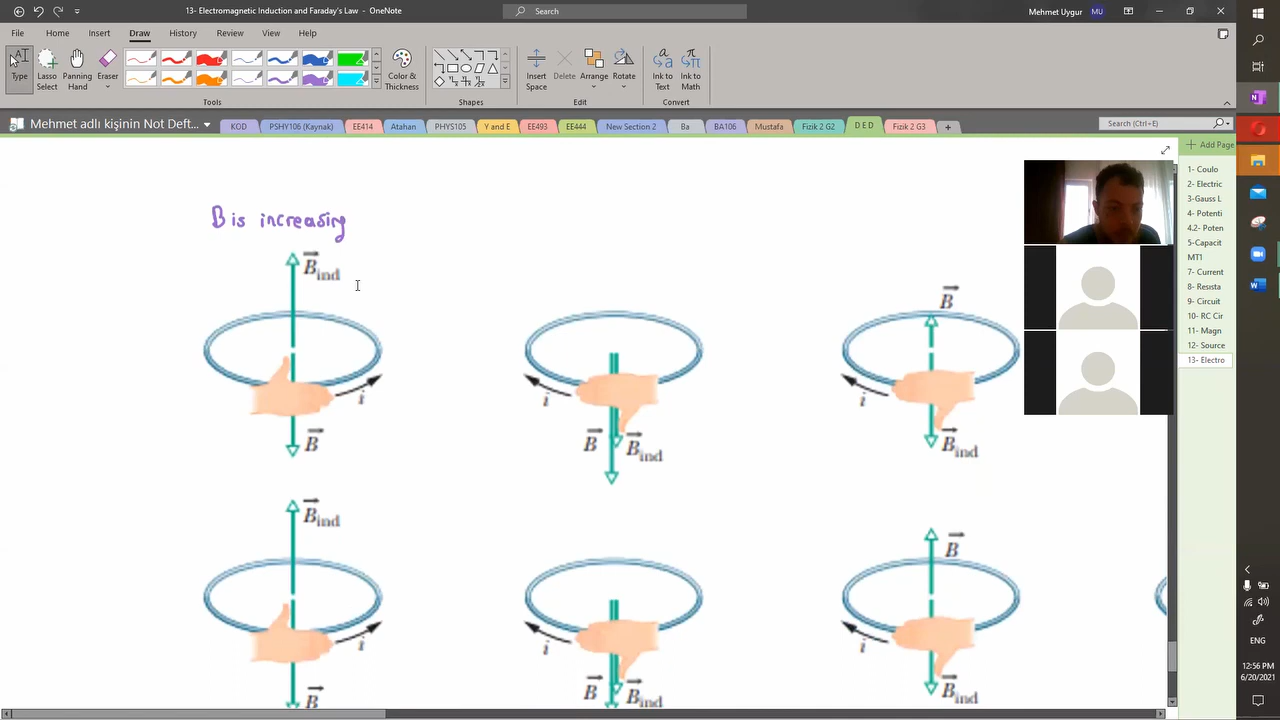 13- Electromagnetic Induction and Faraday's Law - OneNote
Search
Mehmet Uygur
MU
File
Home
Insert
Draw
History
Review
View
Help
Type
Lasso
Select
Panning
Hand
Eraser
Color &
Thickness
Insert
Space
Delete
Arrange
Rotate
Ink to
Text
Ink to
Math
Tools
Shapes
Edit
Convert
Mehmet adlı kişinin Not Deft...
KOD
PSHY106 (Kaynak)
EE414
Atahan
PHYS105
Y and E
EE493
EE444
New Section 2
Ba
BA106
Mustafa
Fizik 2 G2
D E D
Fizik 2 G3
Search (Ctrl+E)
Add Page
1- Coulo
2- Electric
3-Gauss L
4- Potenti
4.2- Poten
5-Capacit
MT1
7- Current
8- Resista
9- Circuit
10- RC Cir
11- Magn
12- Source
13- Electro
B is increasing
B ind
i
B
i
B
B ind
B
i
B ind
B ind
i
B
i
B
B ind
B
i
B ind
ENG
12:56 PM
6/20/2021